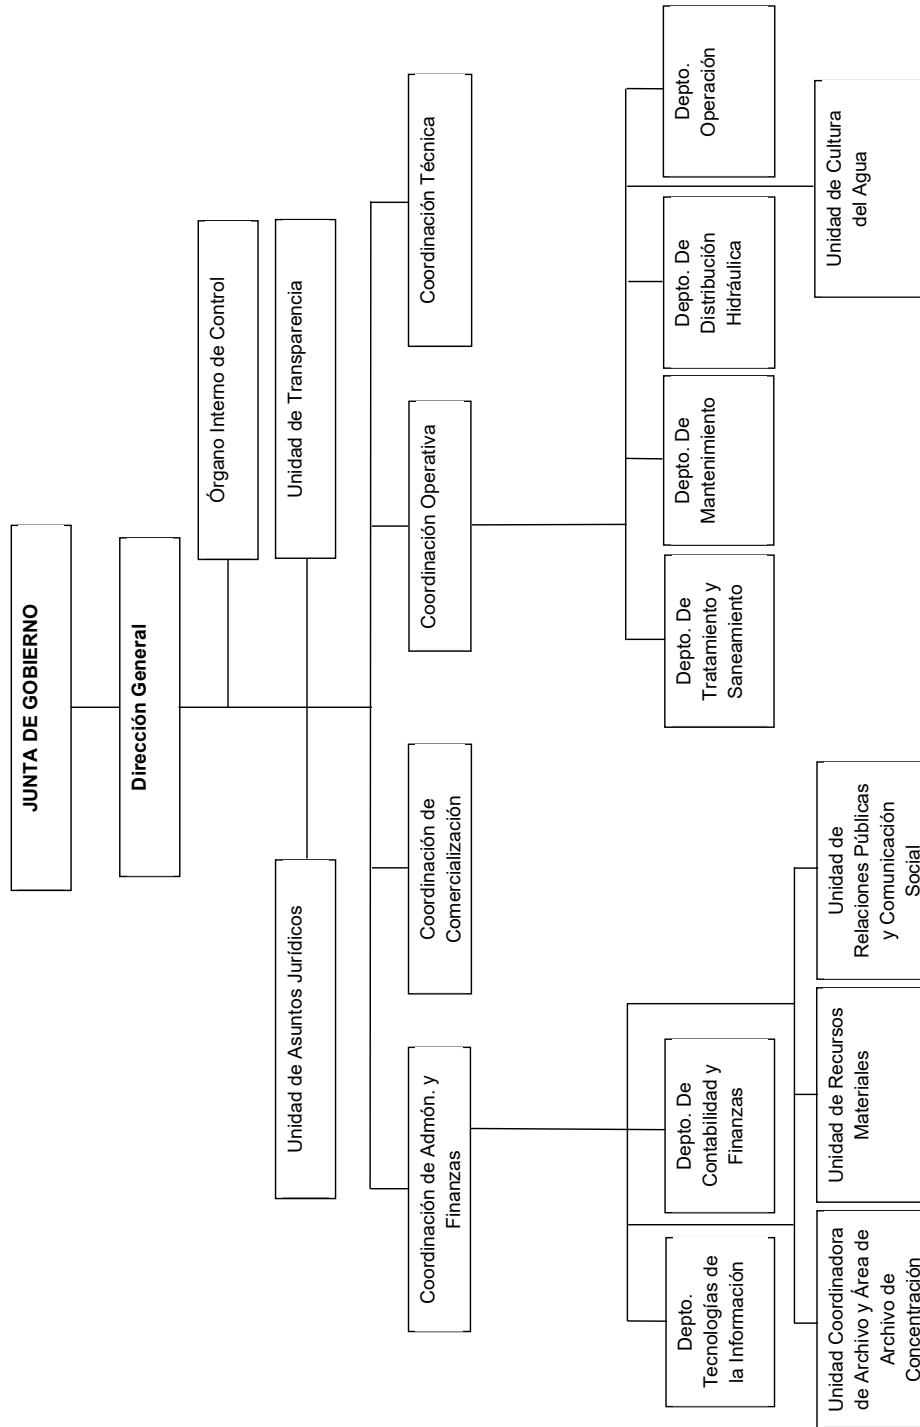 JUNTA DE GOBIERNO
Dirección General
Órgano Interno de Control
Unidad de Asuntos Jurídicos
Unidad de Transparencia
Coordinación de Admón. y
Finanzas
Coordinación de
Comercialización
Coordinación Operativa
Coordinación Técnica
Depto.
Tecnologías de
la Información
Depto. De
Contabilidad y
Finanzas
Depto. De
Tratamiento y
Saneamiento
Depto. De
Mantenimiento
Depto. De
Distribución
Hidráulica
Depto.
Operación
Unidad Coordinadora
de Archivo y Área de
Archivo de
Concentración
Unidad de Recursos
Materiales
Unidad de
Relaciones Públicas
y Comunicación
Social
Unidad de Cultura
del Agua